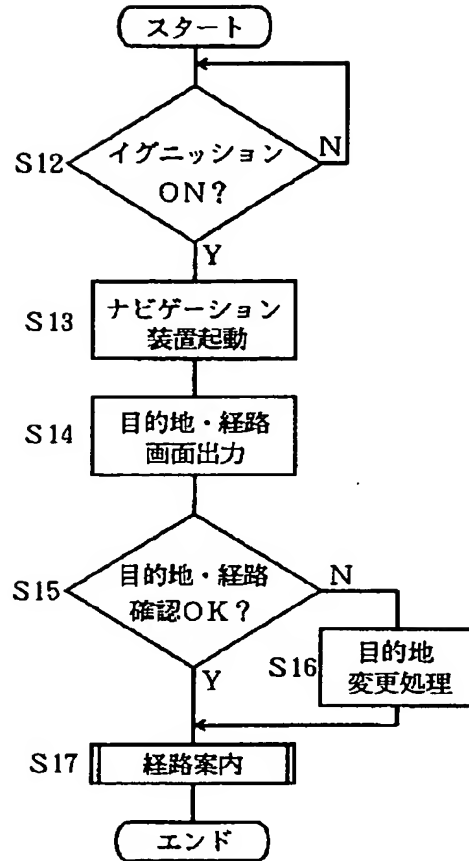 スタート
S12
イグニッション
ON?
N
Y
S13
ナビゲーション
装置起動
S14
目的地・経路
画面出力
S15
目的地・経路
確認OK?
N
Y
S16
目的地
変更処理
S17
経路案内
エンド